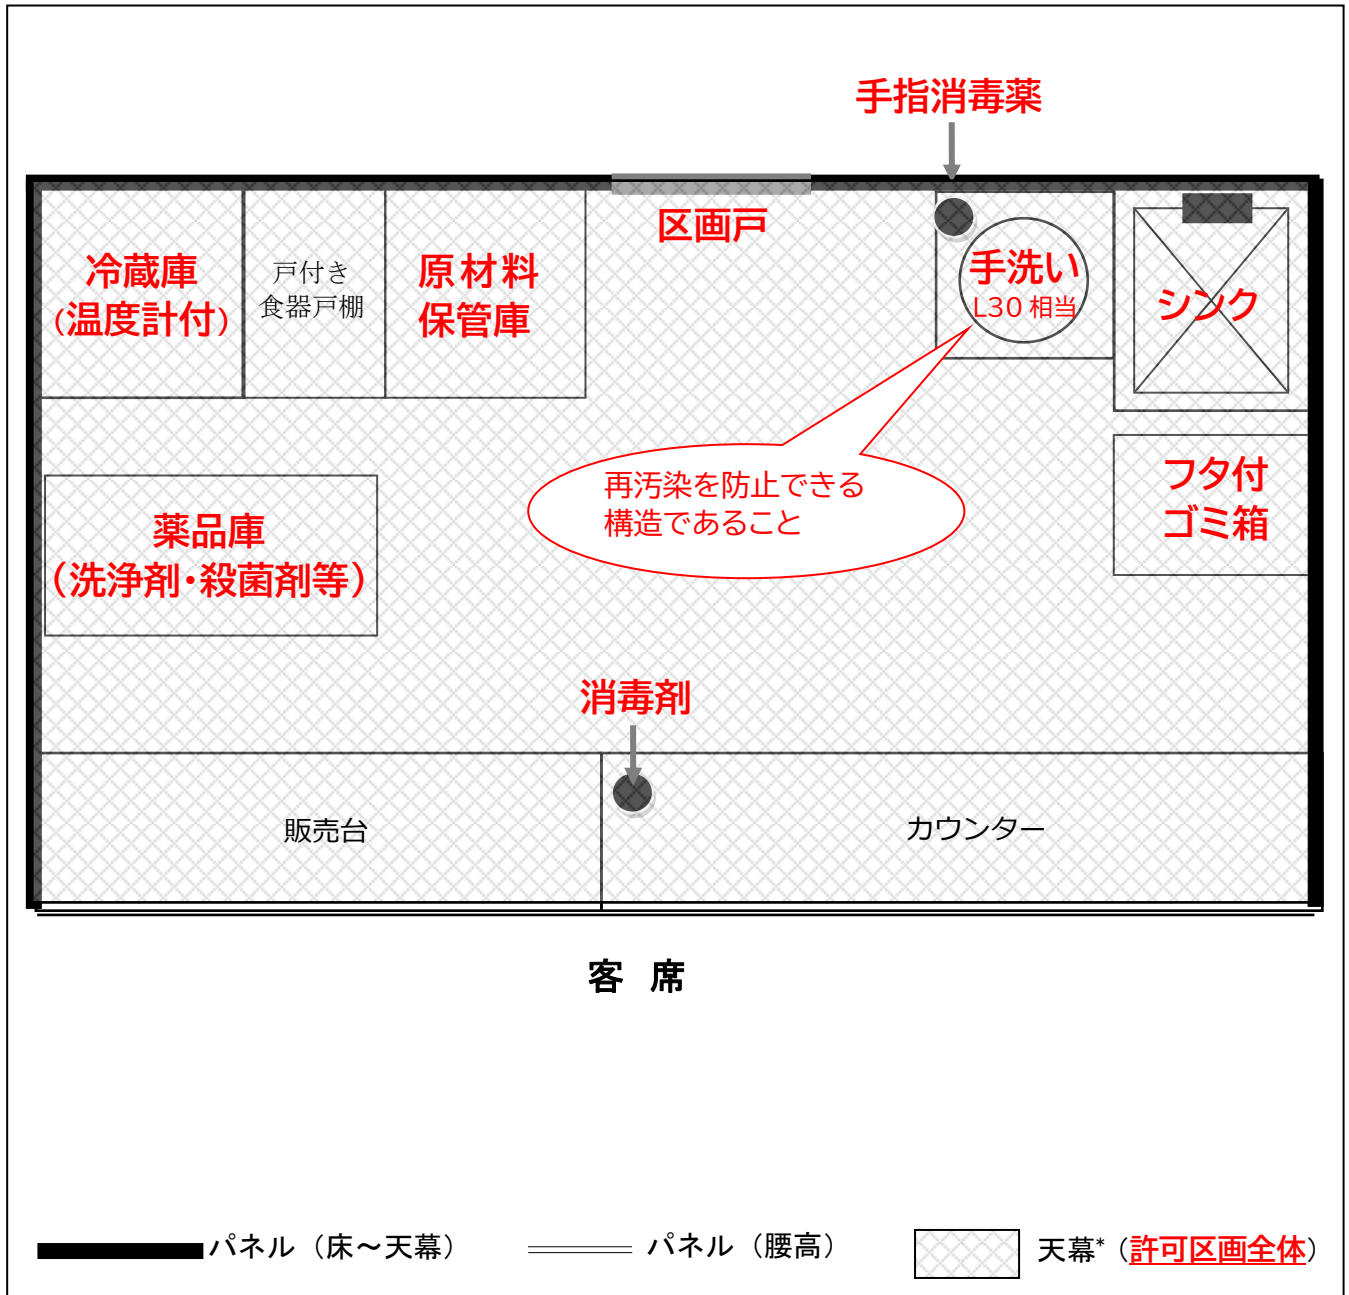 手指消毒薬
区画戸
冷蔵庫
（温度計付）
戸付き
食器戸棚
原材料
保管庫
手洗い
L30 相当
シンク
再汚染を防止できる
構造であること
フタ付
ゴミ箱
薬品庫
（洗浄剤・殺菌剤等）
消毒剤
販売台
カウンター
客 席
パネル（床～天幕）
パネル（腰高）
天幕*（許可区画全体）